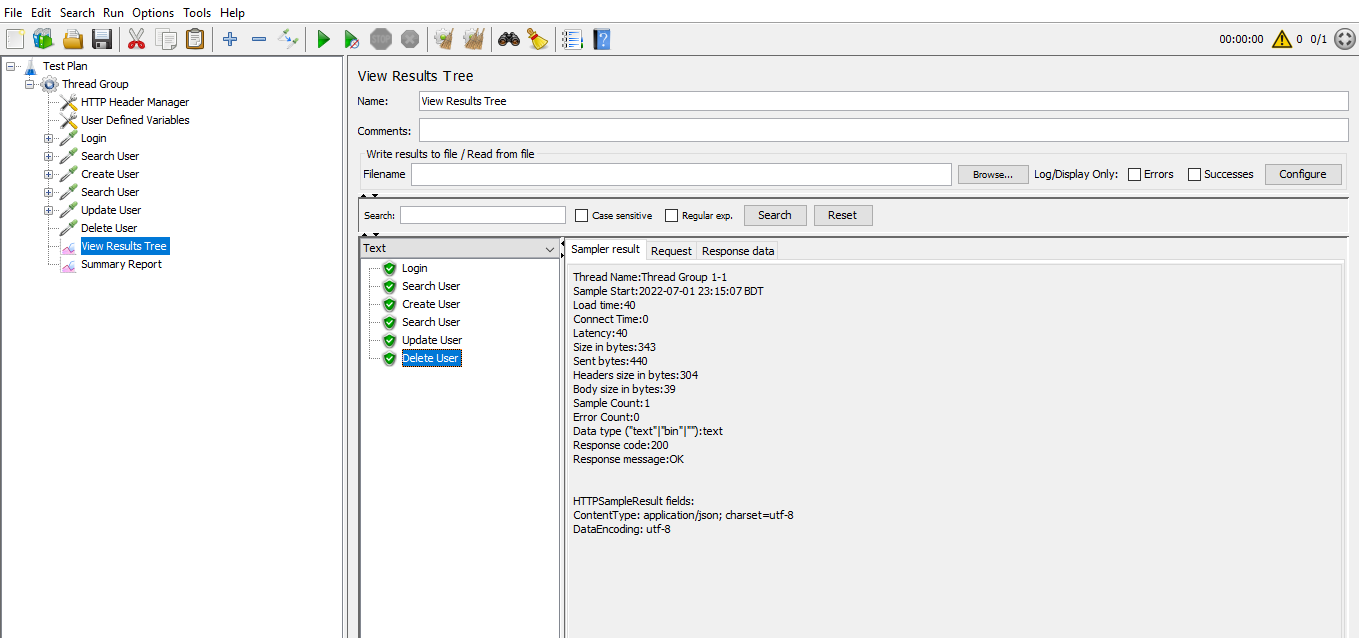 File Edit Search Run Options Tools Help
00:00:00 0 0/1
Test Plan
Thread Group
HTTP Header Manager
User Defined Variables
Login
Search User
Create User
Search User
Update User
Delete User
View Results Tree
Summary Report
View Results Tree
Name: View Results Tree
Comments:
Write results to file / Read from file
Filename Browse... Log/Display Only: Errors Successes Configure
Search: Case sensitive Regular exp. Search Reset
Text
Login
Search User
Create User
Search User
Update User
Delete User
Sampler result Request Response data
Thread Name:Thread Group 1-1
Sample Start:2022-07-01 23:15:07 BDT
Load time:40
Connect Time:0
Latency:40
Size in bytes:343
Sent bytes:440
Headers size in bytes:304
Body size in bytes:39
Sample Count:1
Error Count:0
Data type ("text"|"bin"|""):text
Response code:200
Response message:OK
HTTPSampleResult fields:
ContentType: application/json; charset=utf-8
DataEncoding: utf-8